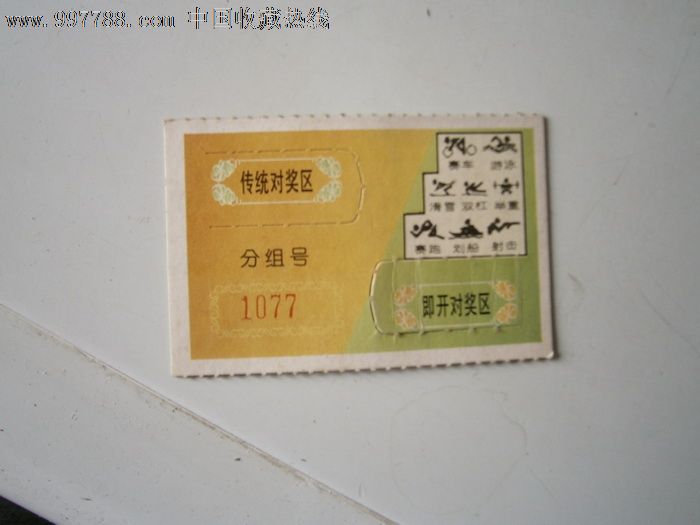 www.997788.com 中国收藏热线
传统对奖区
分组号
1077
赛车 游泳
滑雪 双杠 举重
赛跑 划船 射击
即开对奖区